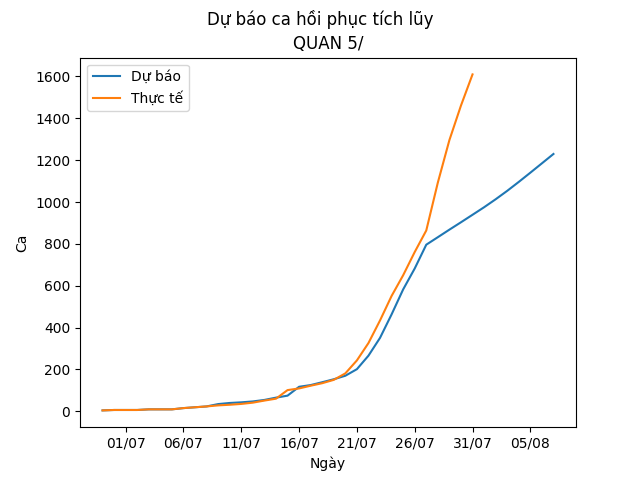 Dự báo ca hồi phục tích lũy
QUAN 5/
Dự báo
Thực tế
1600
1400
1200
1000
800
600
400
200
0
Ca
01/07
06/07
11/07
16/07
21/07
26/07
31/07
05/08
Ngày